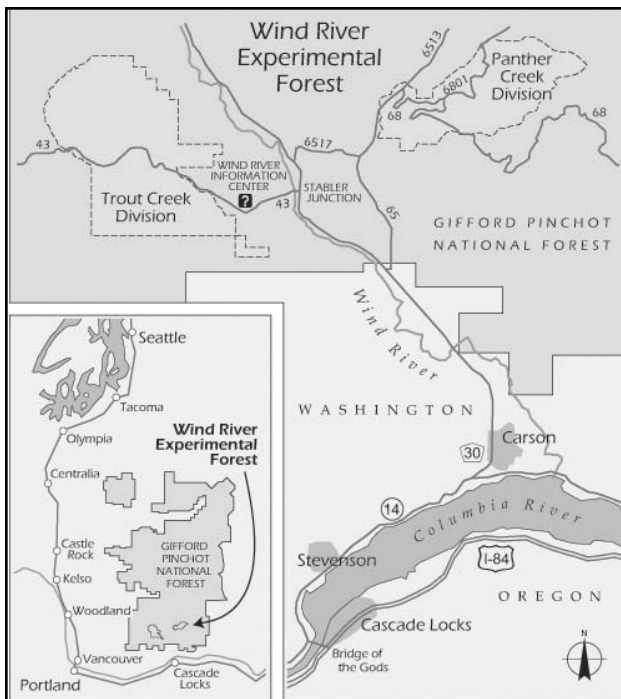 Wind River
Experimental
Forest
6513
Panther
Creek
Division
6801
68
68
43
6517
WIND RIVER
INFORMATION
CENTER
?
STABLER
JUNCTION
43
Trout Creek
Division
65
GIFFORD PINCHOT
NATIONAL FOREST
Wind River
WASHINGTON
30
Carson
14
Columbia River
Stevenson
I-84
OREGON
Cascade Locks
Bridge of
the Gods
N
Seattle
Tacoma
Olympia
Wind River
Experimental
Forest
Centralia
Castle
Rock
GIFFORD
PINCHOT
NATIONAL
FOREST
Kelso
Woodland
Vancouver
Portland
Cascade
Locks